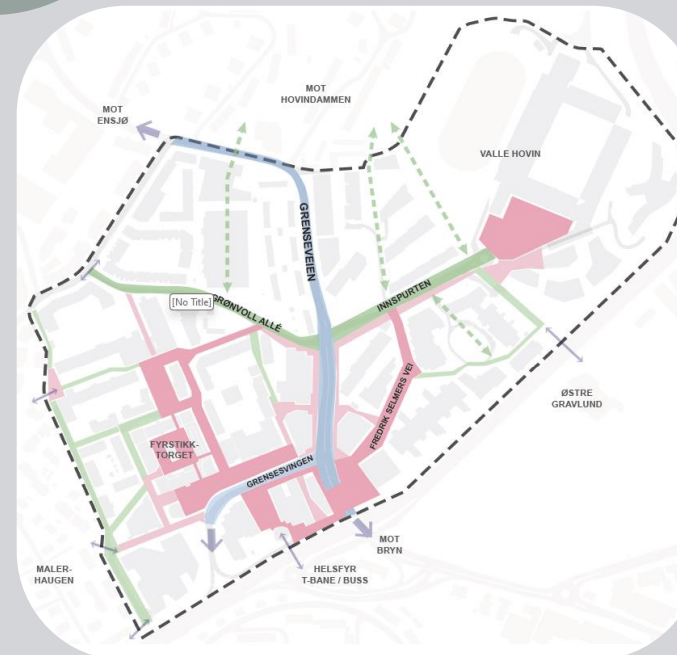 MOT
HOVINDAMMEN
MOT
ENSJØ
VALLE HOVIN
GRENSEVEIEN
INNSPURTEN
[No Title]
GRØNVOLL ALLÉ
FREDRIK SELMERS VEI
ØSTRE
GRAVLUND
FYRSTIKK-
TORGET
GRENSESVINGEN
MOT
BRYN
MALER-
HAUGEN
HELSFYR
T-BANE / BUSS